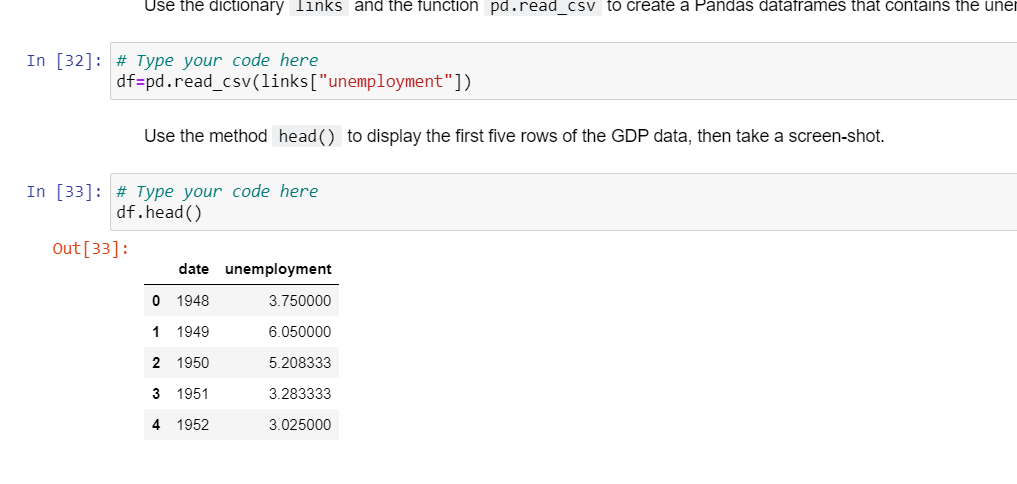 Use the dictionary links and the function pd.read_csv to create a Pandas dataframes that contains the
In [32]: # Type your code here
df=pd.read_csv(links["unemployment"])
Use the method head() to display the first five rows of the GDP data, then take a screen-shot.
In [33]: # Type your code here
df.head()
Out[33]:
date unemployment
0 1948 3.750000
1 1949 6.050000
2 1950 5.208333
3 1951 3.283333
4 1952 3.025000